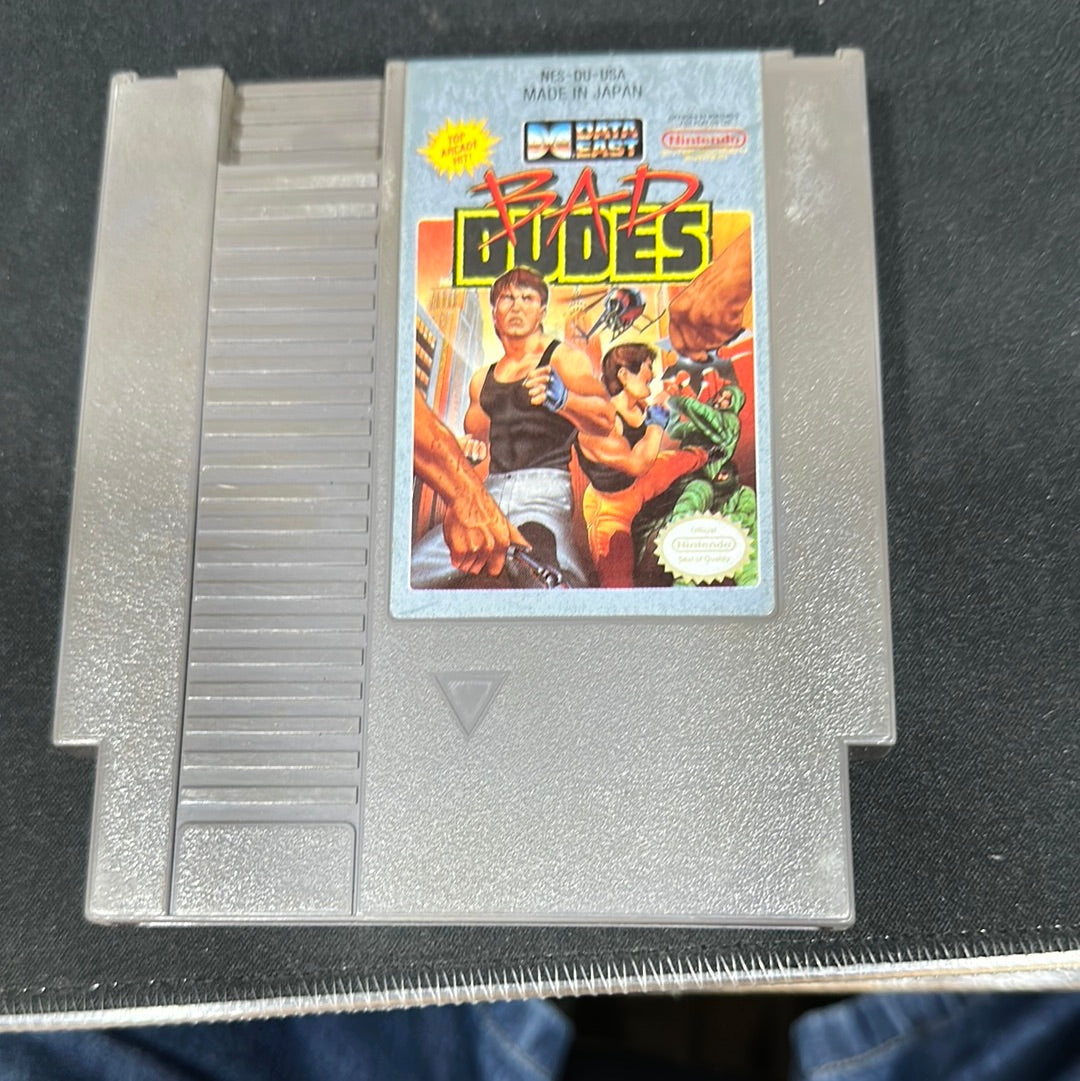 NES-DU-USA
MADE IN JAPAN
TOP
ARCADE
HIT!
DATA
EAST
Nintendo
BAD
DUDES
Official
Nintendo
Seal of Quality